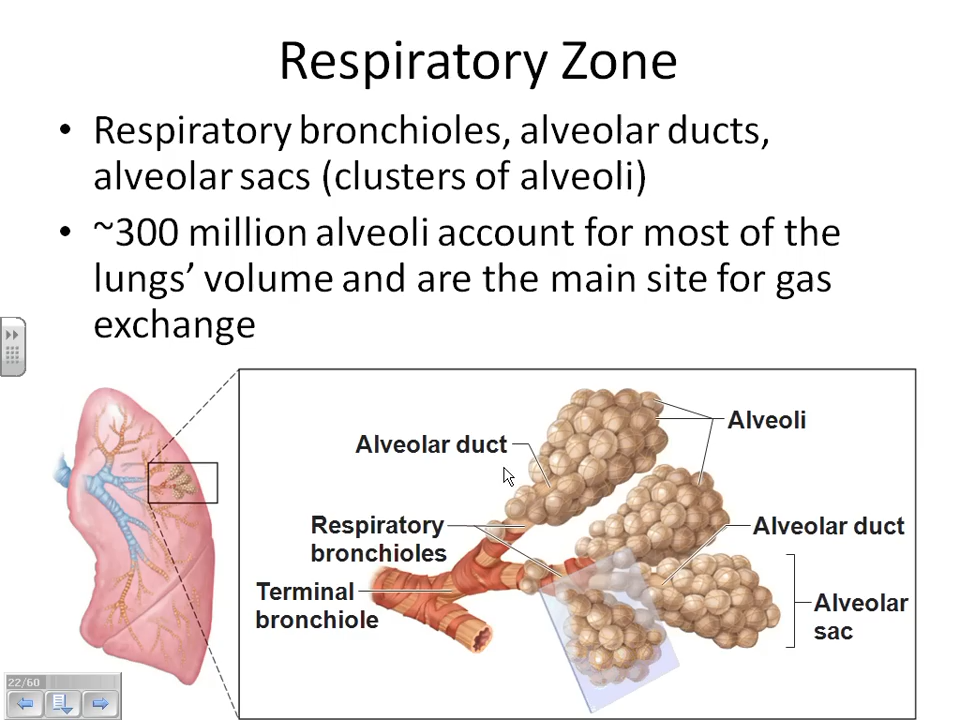 Respiratory Zone
• Respiratory bronchioles, alveolar ducts,
alveolar sacs (clusters of alveoli)
• ~300 million alveoli account for most of the
lungs’ volume and are the main site for gas
exchange
Alveoli
Alveolar duct
Respiratory
bronchioles
Alveolar duct
Terminal
bronchiole
Alveolar
sac
22/60